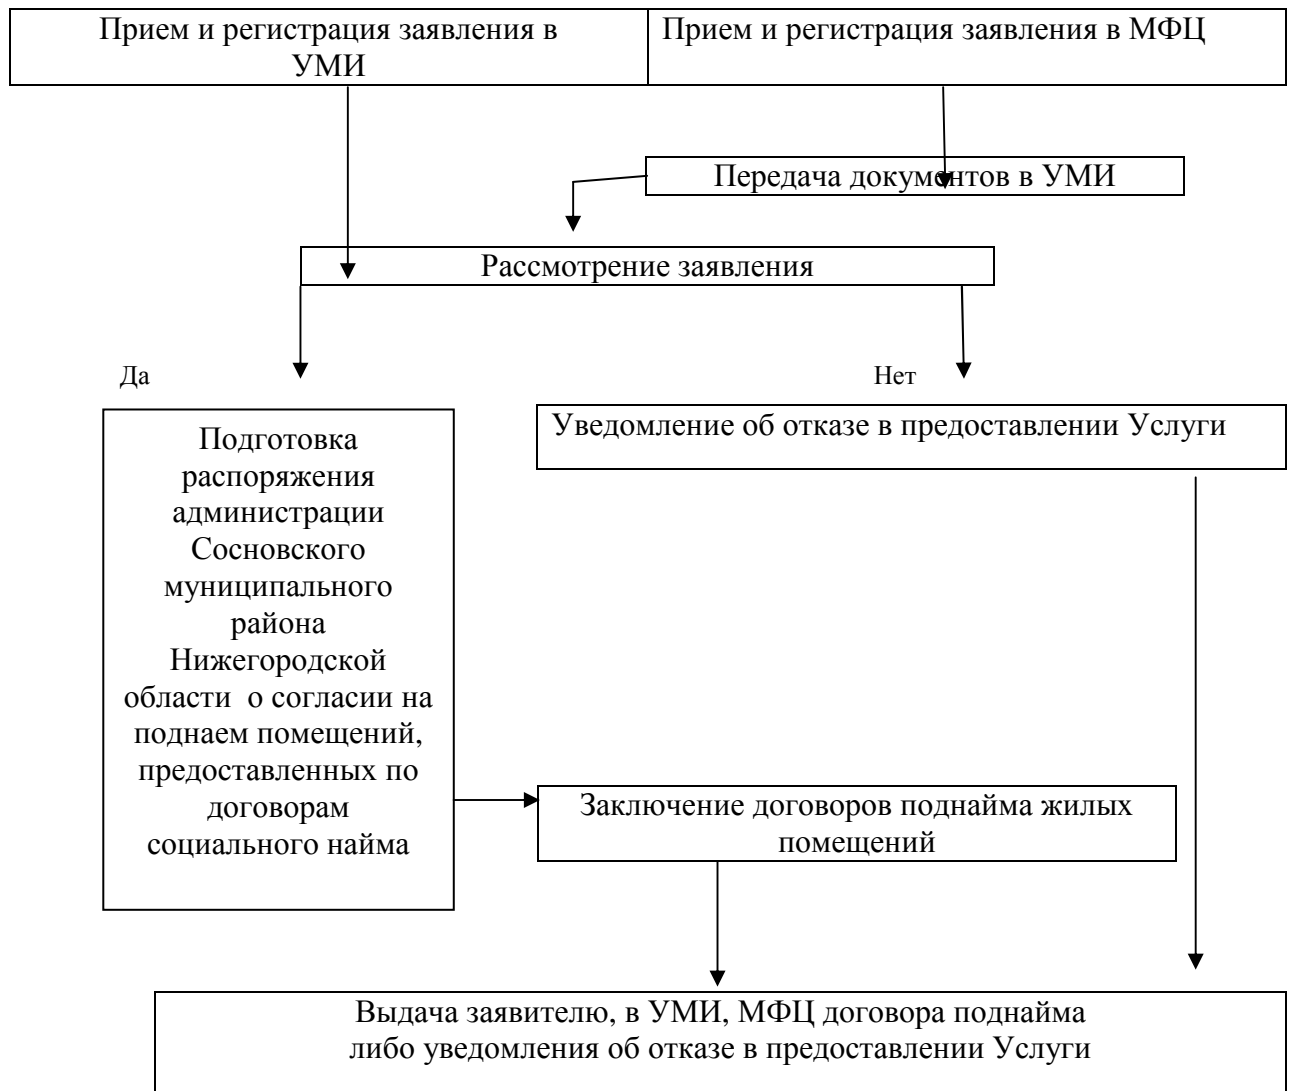 Прием и регистрация заявления в
УМИ
Прием и регистрация заявления в МФЦ
Передача документов в УМИ
Рассмотрение заявления
Да
Нет
Подготовка
распоряжения
администрации
Сосновского
муниципального
района
Нижегородской
области о согласии на
поднаем помещений,
предоставленных по
договорам
социального найма
Уведомление об отказе в предоставлении Услуги
Заключение договоров поднайма жилых
помещений
Выдача заявителю, в УМИ, МФЦ договора поднайма
либо уведомления об отказе в предоставлении Услуги